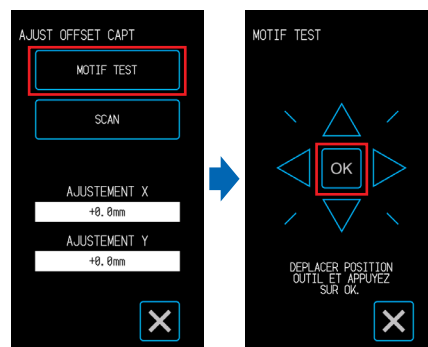 AJUST OFFSET CAPT
MOTIF TEST
SCAN
AJUSTEMENT X
+0.0mm
AJUSTEMENT Y
+0.0mm
MOTIF TEST
OK
DEPLACER POSITION
OUTIL ET APPUYEZ
SUR OK.